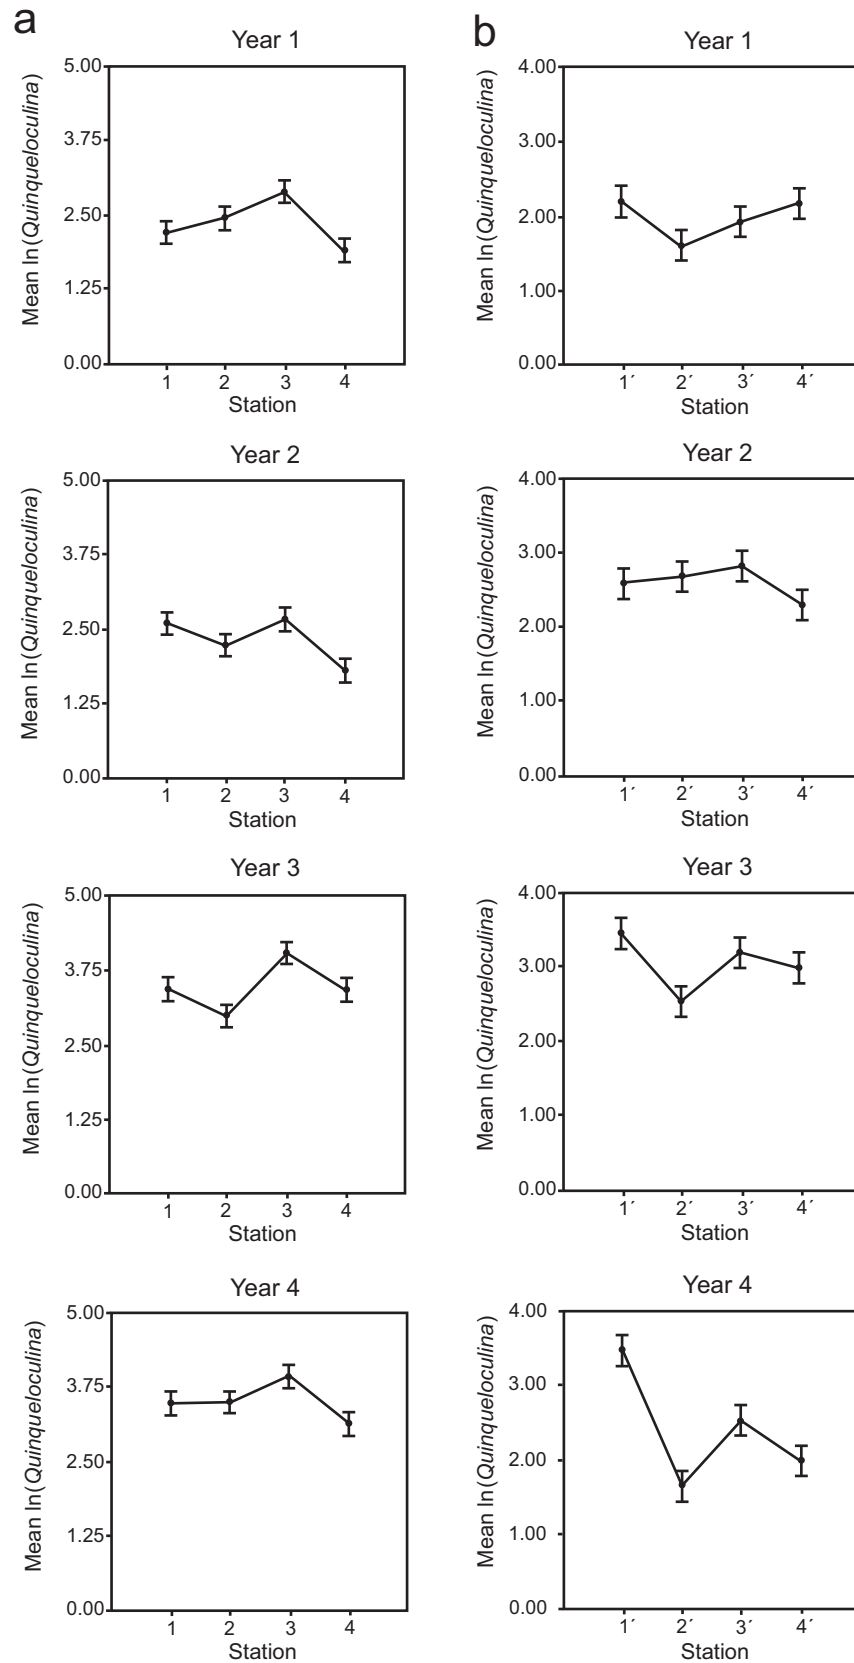 a
Year 1
Mean ln(Quinqueloculina)
5.00
3.75
2.50
1.25
0.00
1 2 3 4
Station
b
Year 1
Mean ln(Quinqueloculina)
4.00
3.00
2.00
1.00
0.00
1´ 2´ 3´ 4´
Station
Year 2
Mean ln(Quinqueloculina)
5.00
3.75
2.50
1.25
0.00
1 2 3 4
Station
Year 2
Mean ln(Quinqueloculina)
4.00
3.00
2.00
1.00
0.00
1´ 2´ 3´ 4´
Station
Year 3
Mean ln(Quinqueloculina)
5.00
3.75
2.50
1.25
0.00
1 2 3 4
Station
Year 3
Mean ln(Quinqueloculina)
4.00
3.00
2.00
1.00
0.00
1´ 2´ 3´ 4´
Station
Year 4
Mean ln(Quinqueloculina)
5.00
3.75
2.50
1.25
0.00
1 2 3 4
Station
Year 4
Mean ln(Quinqueloculina)
4.00
3.00
2.00
1.00
0.00
1´ 2´ 3´ 4´
Station